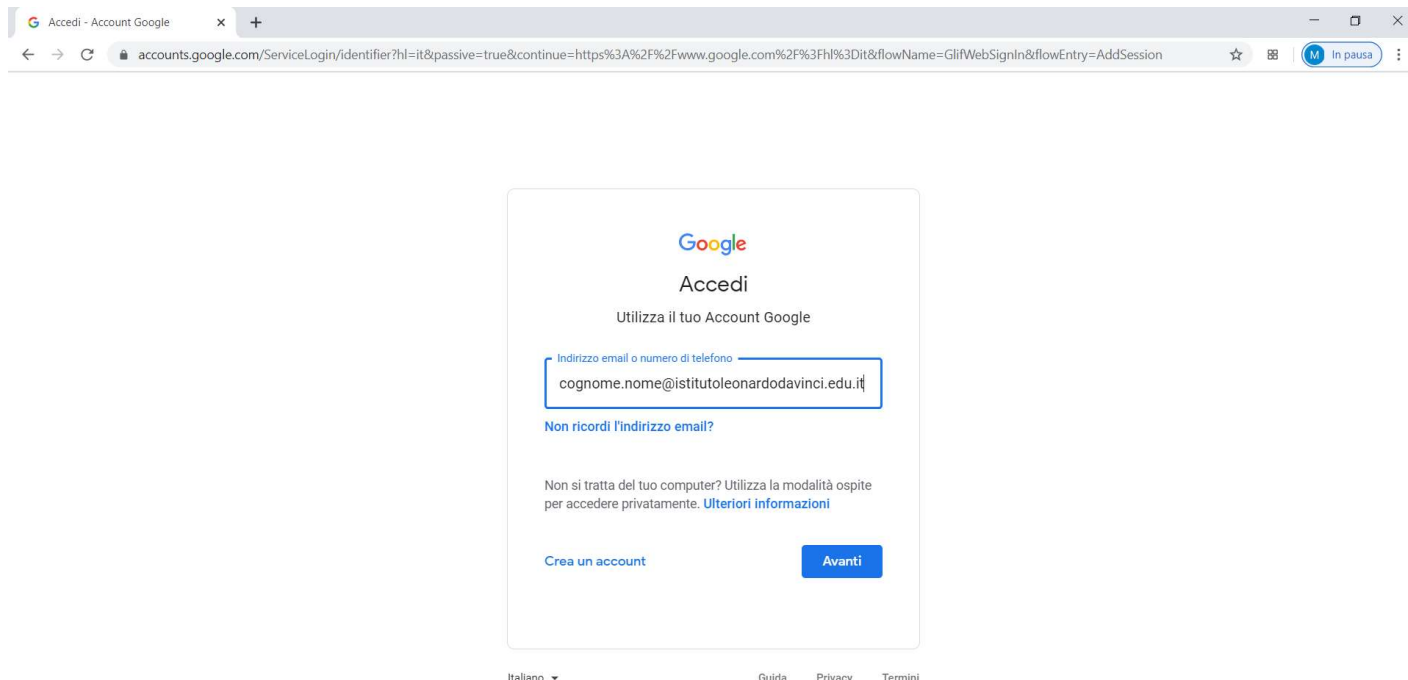 Accedi - Account Google
accounts.google.com/ServiceLogin/identifier?hl=it&passive=true&continue=https%3A%2F%2Fwww.google.com%2F%3Fhl%3Dit&flowName=GlifWebSignIn&flowEntry=AddSession
M In pausa
Google
Accedi
Utilizza il tuo Account Google
Indirizzo email o numero di telefono
cognome.nome@istitutoleonardodavinci.edu.it
Non ricordi l'indirizzo email?
Non si tratta del tuo computer? Utilizza la modalità ospite
per accedere privatamente. Ulteriori informazioni
Crea un account
Avanti
Italiano
Guida
Privacy
Termini